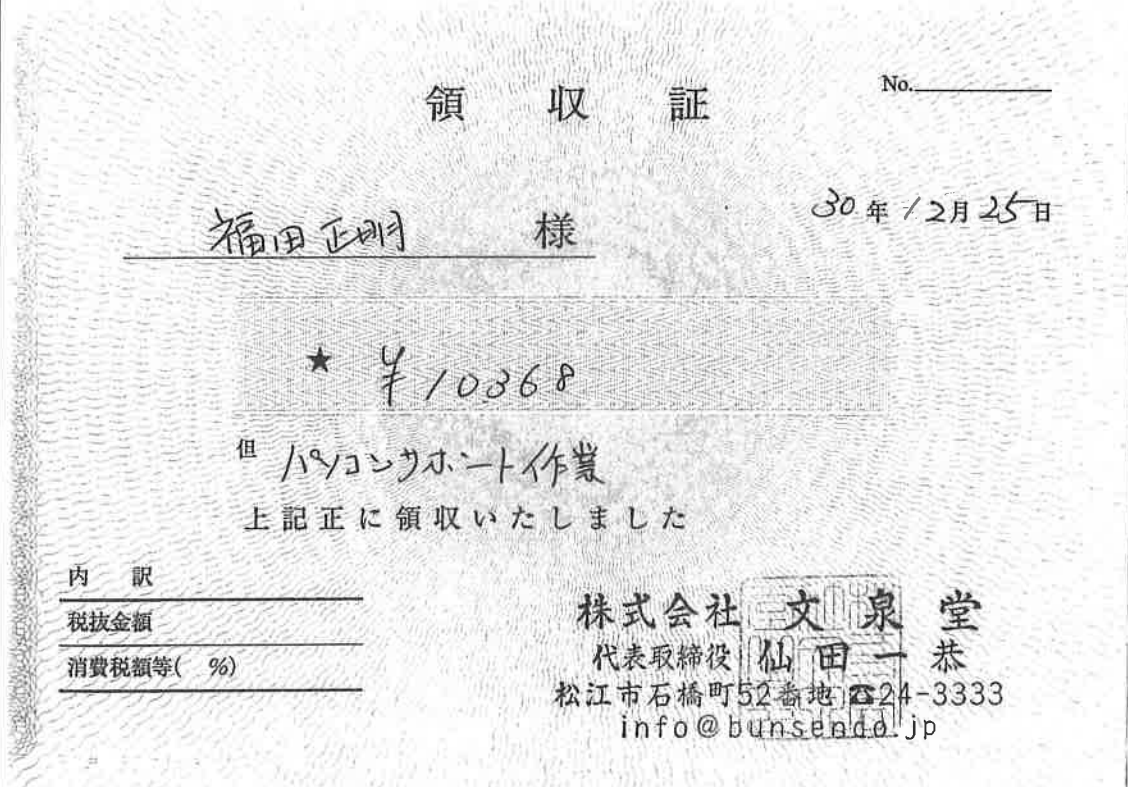 領収証
No.
30年12月25日
福田正明 様
★ ¥10368
但 パソコンサポート作業
上記正に領収いたしました
内訳
税抜金額
消費税額等( %)
株式会社 文泉堂
代表取締役 仙田一恭
松江市石橋町52番地 ☎24-3333
info@bunsendo.jp